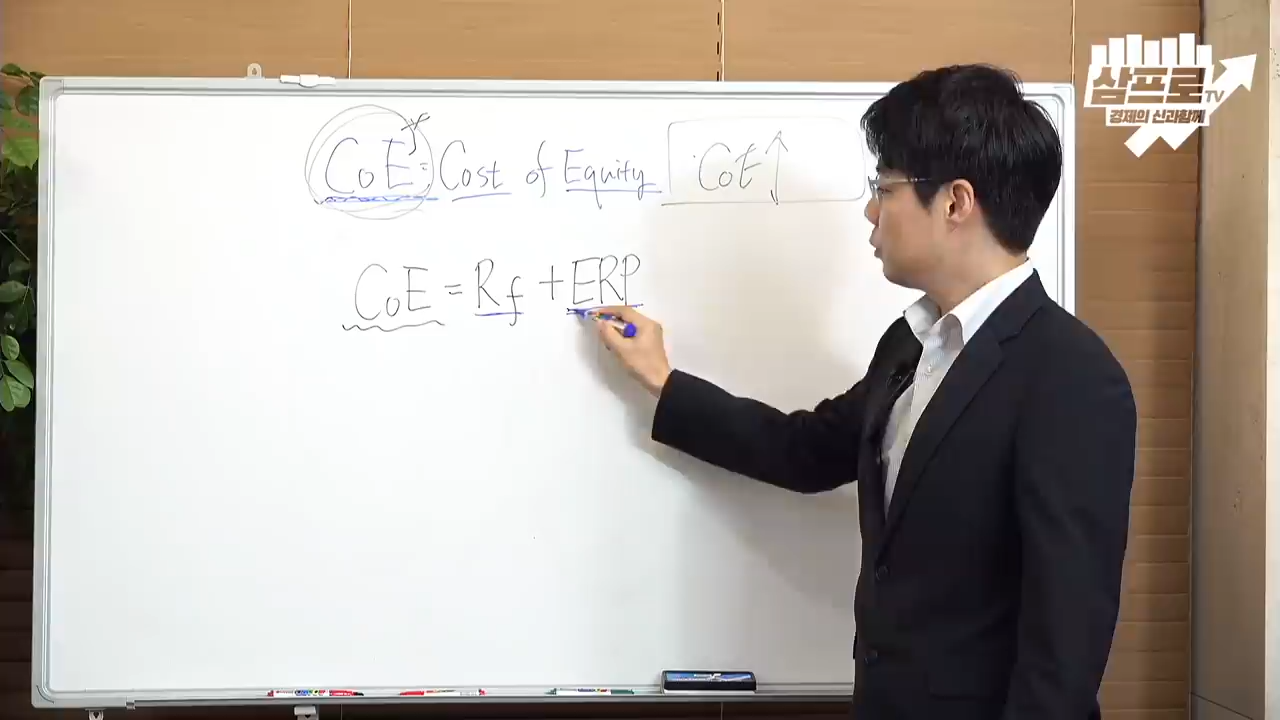 CoE = Cost of Equity CoE↑
CoE = Rf + ERP
삼프로TV
경제의 신과함께